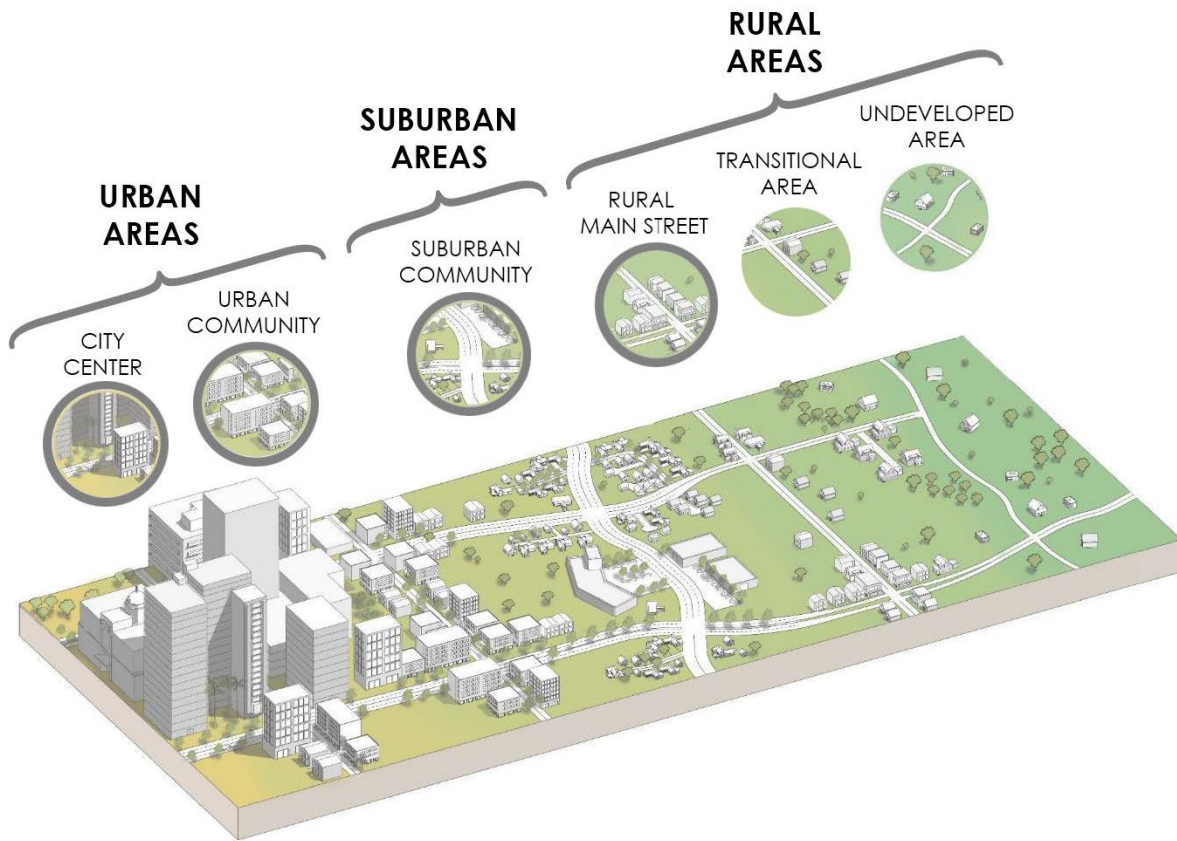 URBAN
AREAS
CITY
CENTER
URBAN
COMMUNITY
SUBURBAN
AREAS
SUBURBAN
COMMUNITY
RURAL
AREAS
RURAL
MAIN STREET
TRANSITIONAL
AREA
UNDEVELOPED
AREA